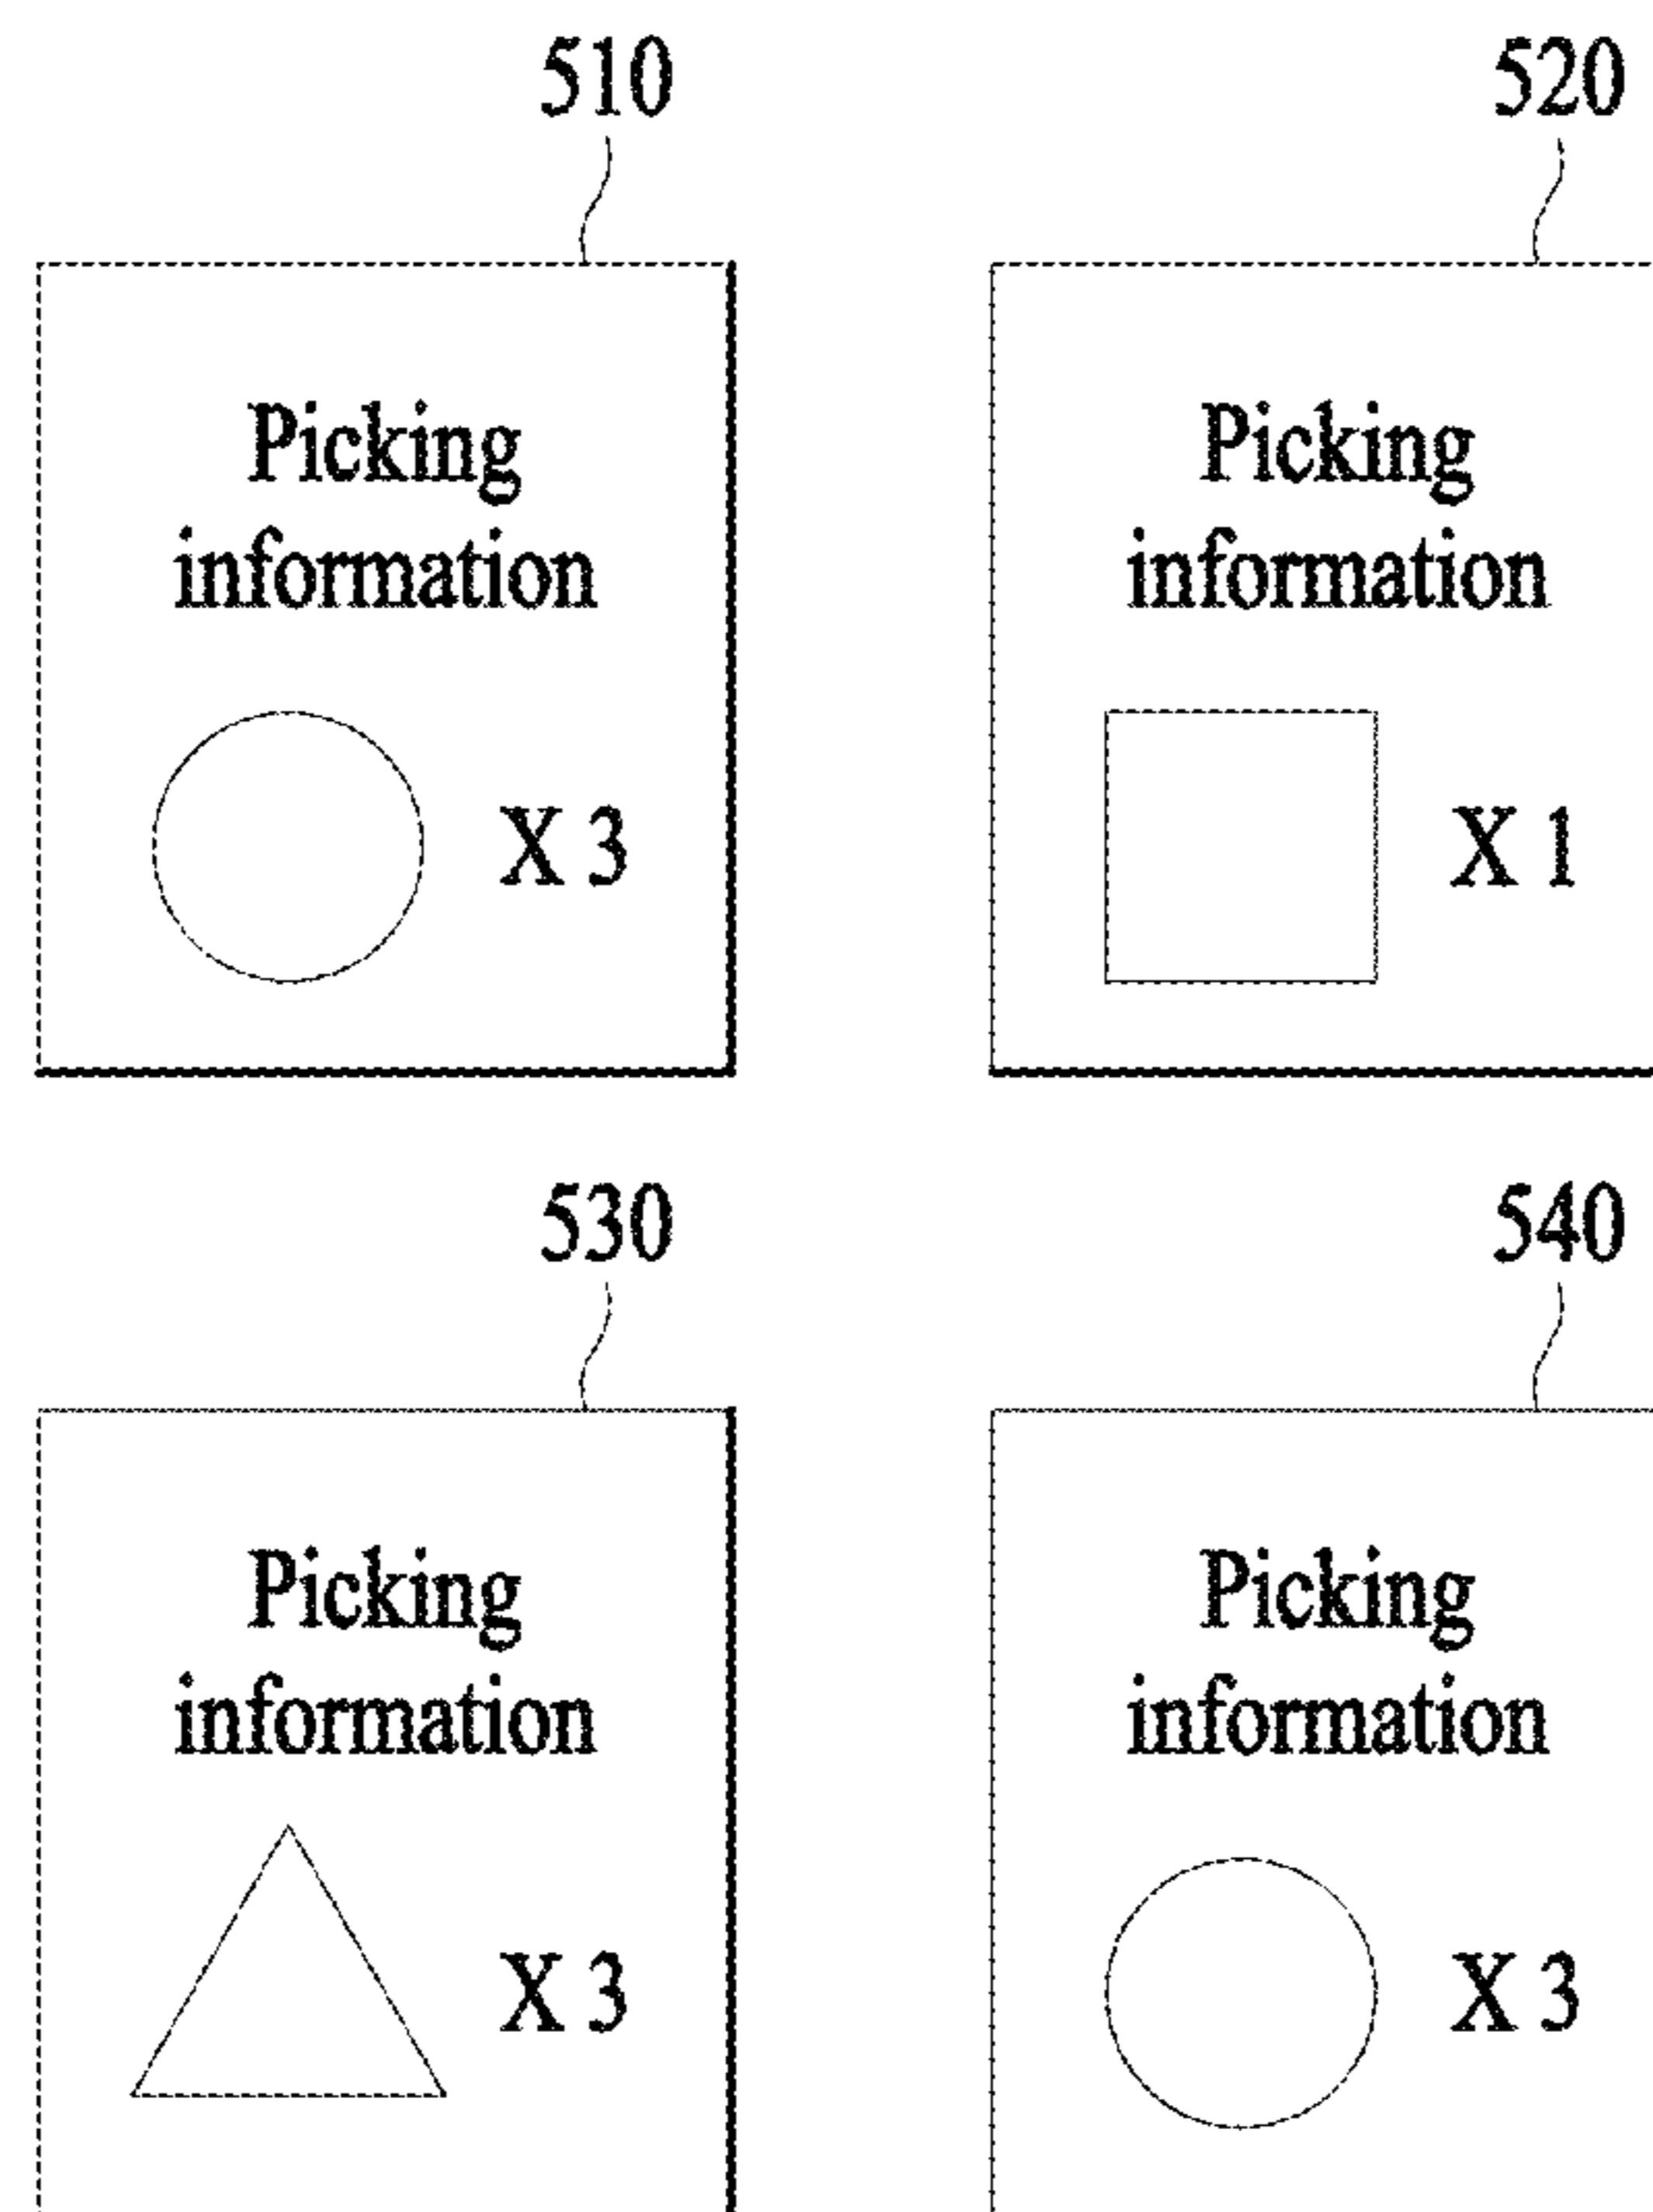 510
520
Picking
information
X 3
Picking
information
X 1
530
540
Picking
information
X 3
Picking
information
X 3